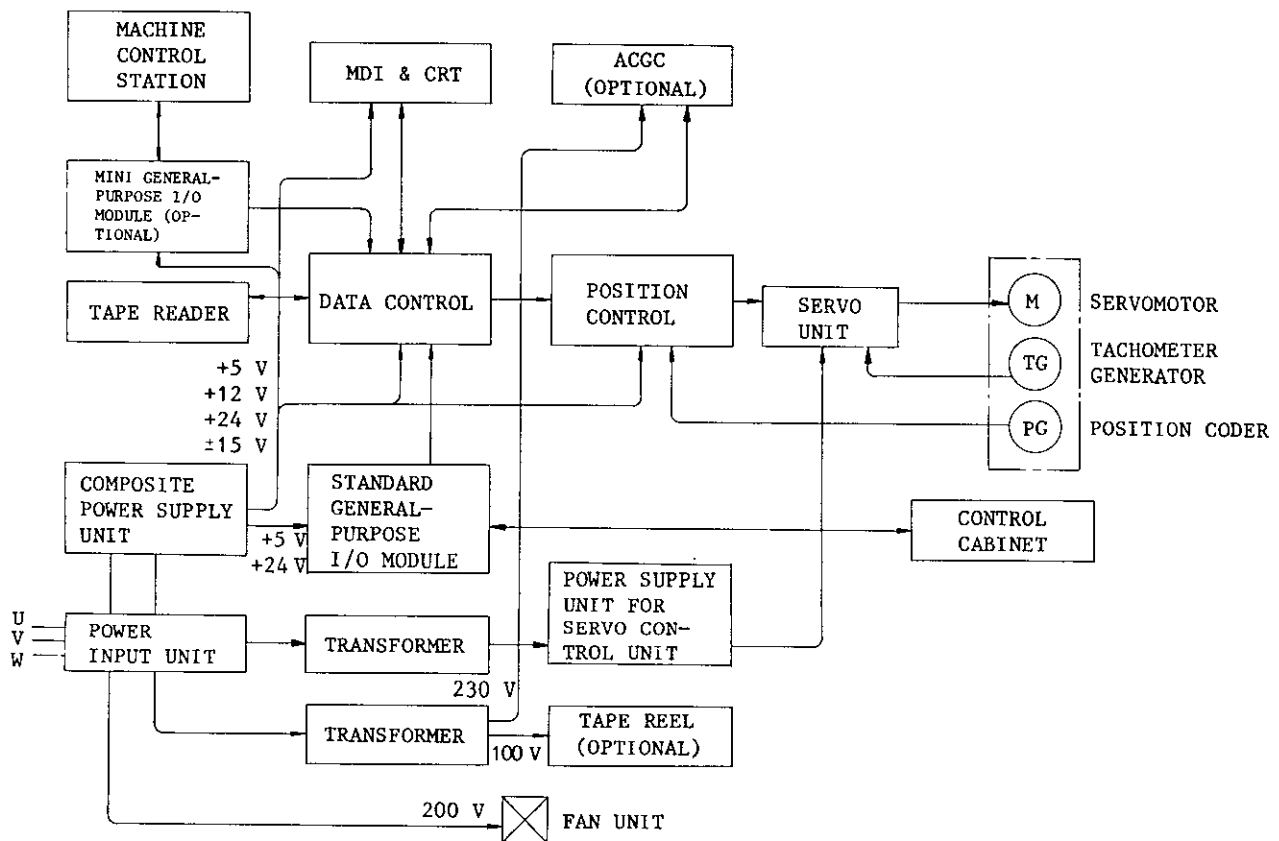 MACHINE
CONTROL
STATION
MDI & CRT
ACGC
(OPTIONAL)
MINI GENERAL-
PURPOSE I/O
MODULE (OP-
TIONAL)
TAPE READER
DATA CONTROL
POSITION
CONTROL
SERVO
UNIT
M
SERVOMOTOR
TG
TACHOMETER
GENERATOR
PG
POSITION CODER
+5 V
+12 V
+24 V
±15 V
COMPOSITE
POWER SUPPLY
UNIT
+5 V
+24 V
STANDARD
GENERAL-
PURPOSE
I/O MODULE
CONTROL
CABINET
U
V
W
POWER
INPUT UNIT
TRANSFORMER
POWER SUPPLY
UNIT FOR
SERVO CON-
TROL UNIT
230 V
TRANSFORMER
100 V
TAPE REEL
(OPTIONAL)
200 V
FAN UNIT